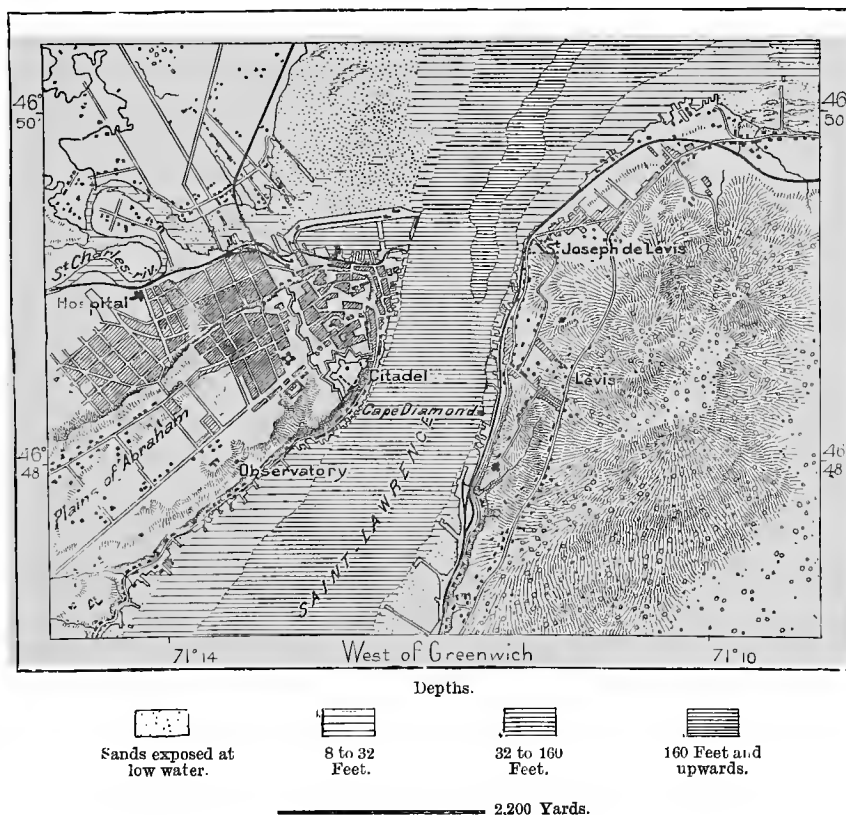 46°
50'
46°
50'
St Charles riv.
St Joseph de Lévis
Hospital
Citadel
Lévis
Cape Diamond
Plains of Abraham
Observatory
46°
48
46°
48
SAINT-LAWRENCE
71°14
West of Greenwich
71°10
Depths.
Sands exposed at
low water.
8 to 32
Feet.
32 to 160
Feet.
160 Feet and
upwards.
2,200 Yards.